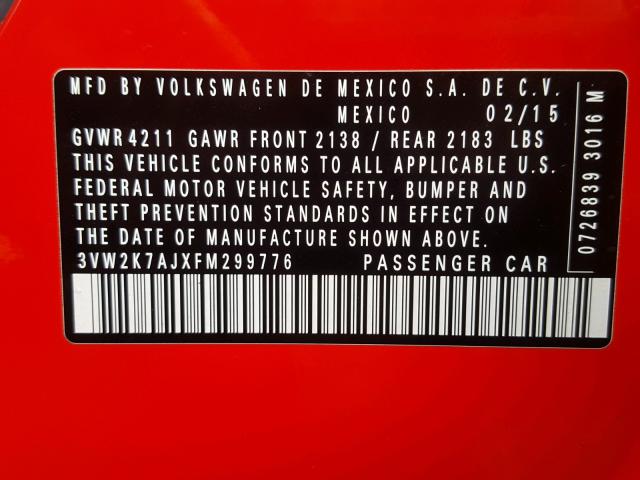 MFD BY VOLKSWAGEN DE MEXICO S.A. DE C.V.
MEXICO 02/15
GVWR 4211 GAWR FRONT 2138 / REAR 2183 LBS
THIS VEHICLE CONFORMS TO ALL APPLICABLE U.S.
FEDERAL MOTOR VEHICLE SAFETY, BUMPER AND
THEFT PREVENTION STANDARDS IN EFFECT ON
THE DATE OF MANUFACTURE SHOWN ABOVE.
3VW2K7AJXFM299776 PASSENGER CAR
0726839 3016 M